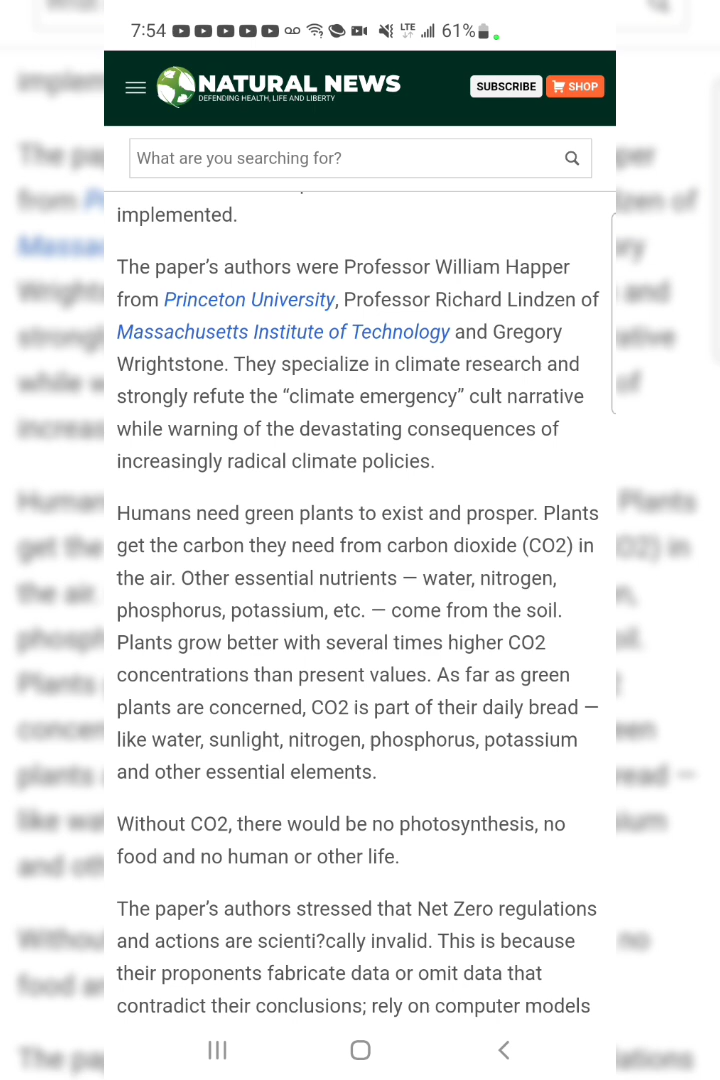 7:54 LTE 61%
NATURAL NEWS
DEFENDING HEALTH, LIFE AND LIBERTY
SUBSCRIBE SHOP
What are you searching for?
implemented.
The paper's authors were Professor William Happer
from Princeton University, Professor Richard Lindzen of
Massachusetts Institute of Technology and Gregory
Wrightstone. They specialize in climate research and
strongly refute the “climate emergency” cult narrative
while warning of the devastating consequences of
increasingly radical climate policies.
Humans need green plants to exist and prosper. Plants
get the carbon they need from carbon dioxide (CO2) in
the air. Other essential nutrients — water, nitrogen,
phosphorus, potassium, etc. — come from the soil.
Plants grow better with several times higher CO2
concentrations than present values. As far as green
plants are concerned, CO2 is part of their daily bread —
like water, sunlight, nitrogen, phosphorus, potassium
and other essential elements.
Without CO2, there would be no photosynthesis, no
food and no human or other life.
The paper's authors stressed that Net Zero regulations
and actions are scienti?cally invalid. This is because
their proponents fabricate data or omit data that
contradict their conclusions; rely on computer models